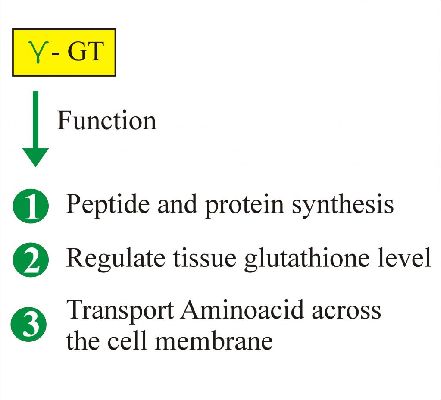 γ - GT
Function
1 Peptide and protein synthesis
2 Regulate tissue glutathione level
3 Transport Aminoacid across
the cell membrane